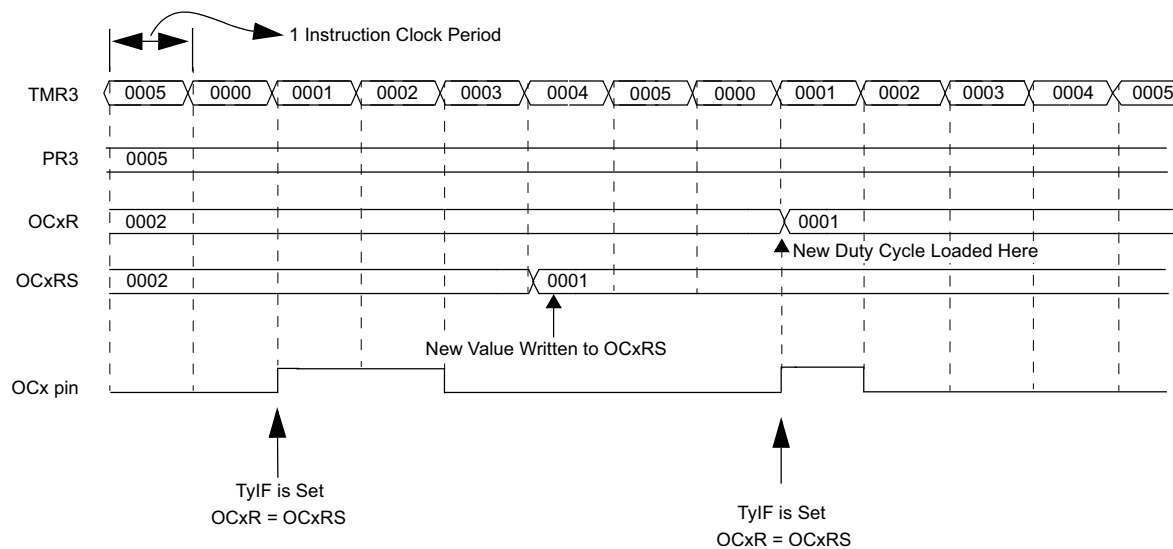 1 Instruction Clock Period
TMR3 0005 0000 0001 0002 0003 0004 0005 0000 0001 0002 0003 0004 0005
PR3 0005
OCxR 0002 0001
New Duty Cycle Loaded Here
OCxRS 0002 0001
New Value Written to OCxRS
OCx pin
TyIF is Set
OCxR = OCxRS
TyIF is Set
OCxR = OCxRS